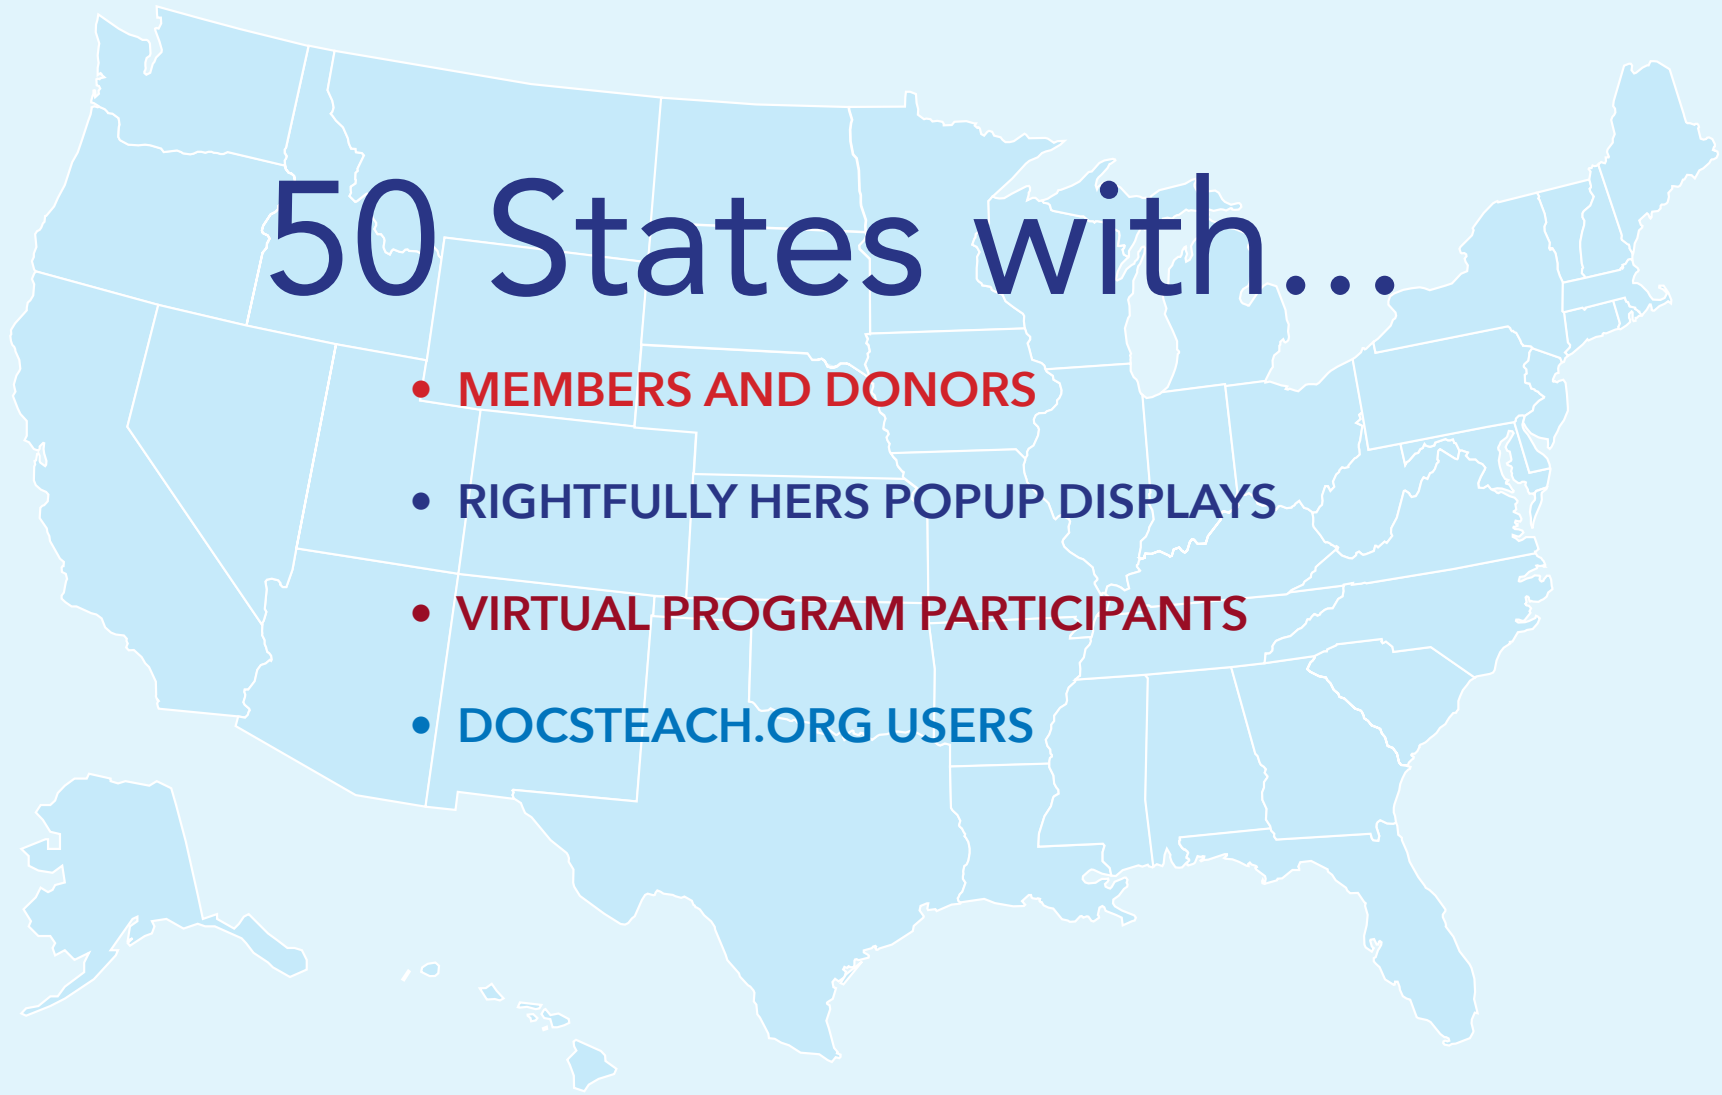 50 States with...
• MEMBERS AND DONORS
• RIGHTFULLY HERS POPUP DISPLAYS
• VIRTUAL PROGRAM PARTICIPANTS
• DOCSTEACH.ORG USERS